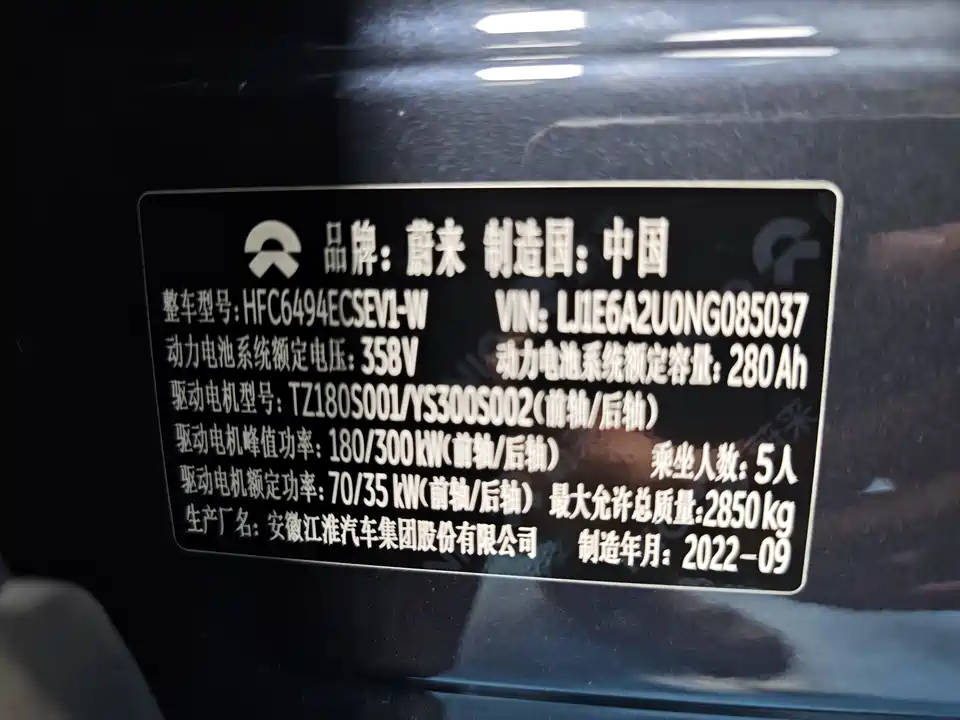 品牌：蔚来 制造国：中国
整车型号：HFC6494ECSEV1-W VIN：LJ1E6A2U0NG085037
动力电池系统额定电压：358V 动力电池系统额定容量：280Ah
驱动电机型号：TZ180S001/YS300S002(前轴/后轴)
驱动电机峰值功率：180/300kW(前轴/后轴) 乘坐人数：5人
驱动电机额定功率：70/35kW(前轴/后轴) 最大允许总质量：2850kg
生产厂名：安徽江淮汽车集团股份有限公司 制造年月：2022-09